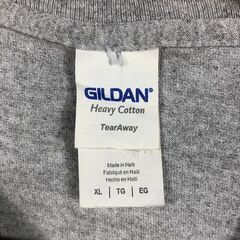 GILDAN®
Heavy Cotton
TearAway
Made in Haiti
Fabriqué en Haïti
Hecho en Haití
XL | TG | EG